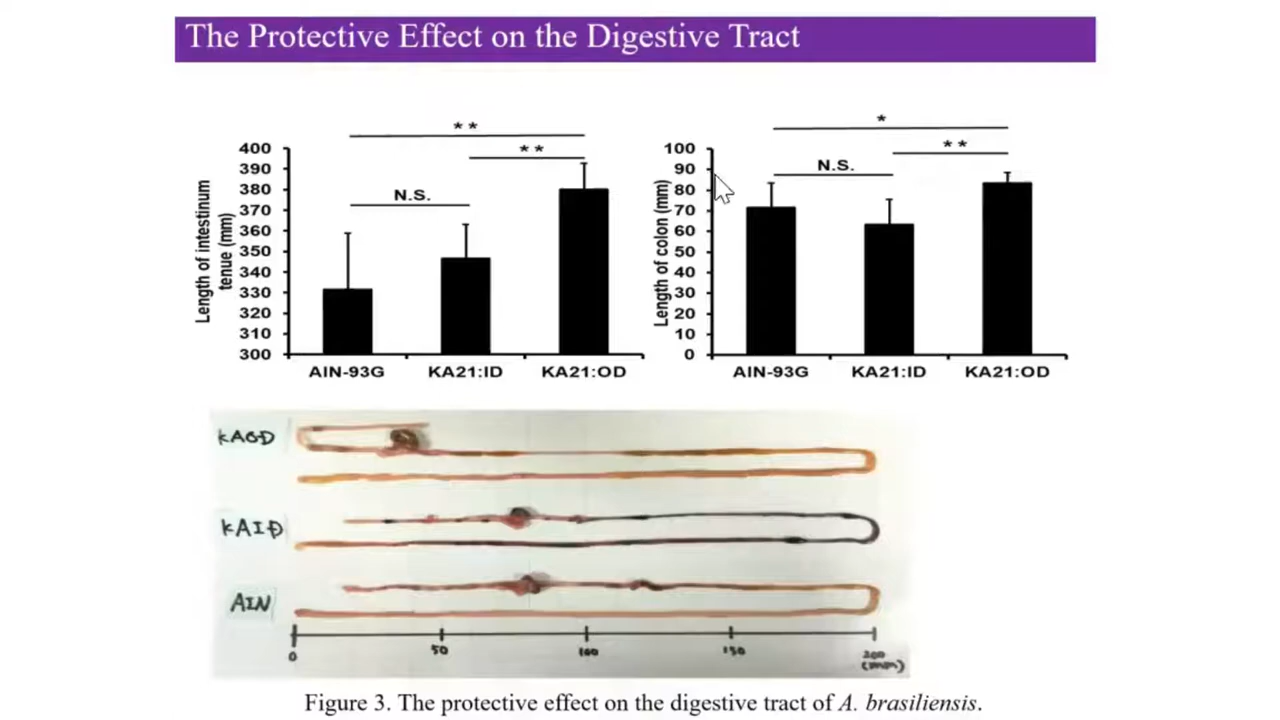 The Protective Effect on the Digestive Tract
**
**
N.S.
400
390
380
370
360
350
340
330
320
310
300
Length of intestinum
tenue (mm)
AIN-93G KA21:ID KA21:OD
*
**
N.S.
100
90
80
70
60
50
40
30
20
10
0
Length of colon (mm)
AIN-93G KA21:ID KA21:OD
KAOD
KAID
AIN
0 50 100 150 200
(mm)
Figure 3. The protective effect on the digestive tract of A. brasiliensis.